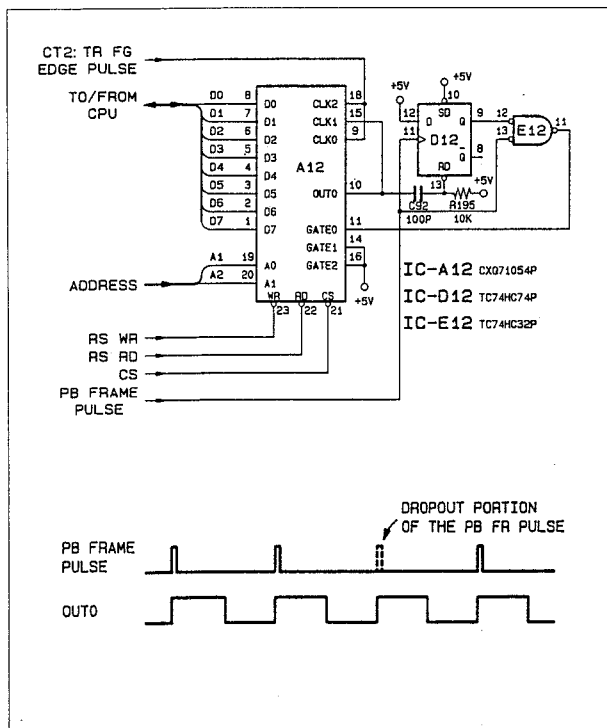 CT2: TR FG
EDGE PULSE
TO/FROM
CPU
D0 8 D0
D1 7 D1
D2 6 D2
D3 5 D3
D4 4 D4
D5 3 D5
D6 2 D6
D7 1 D7
A1 19 A0
A2 20 A1
ADDRESS
A12
CLK2 18
CLK1 15
CLK0 9
OUT0 10
GATE0 11
GATE1 14
GATE2 16
+5V
WR RD CS
23 22 21
RS WR
RS RD
CS
PB FRAME
PULSE
+5V
+5V
10
12 D SD Q 9
11 D12
Q 8
RD
13
+5V
C92
100P
R195
10K
12
13
E12
11
IC-A12 CXQ71054P
IC-D12 TC74HC74P
IC-E12 TC74HC32P
DROPOUT PORTION
OF THE PB FR PULSE
PB FRAME
PULSE
OUT0